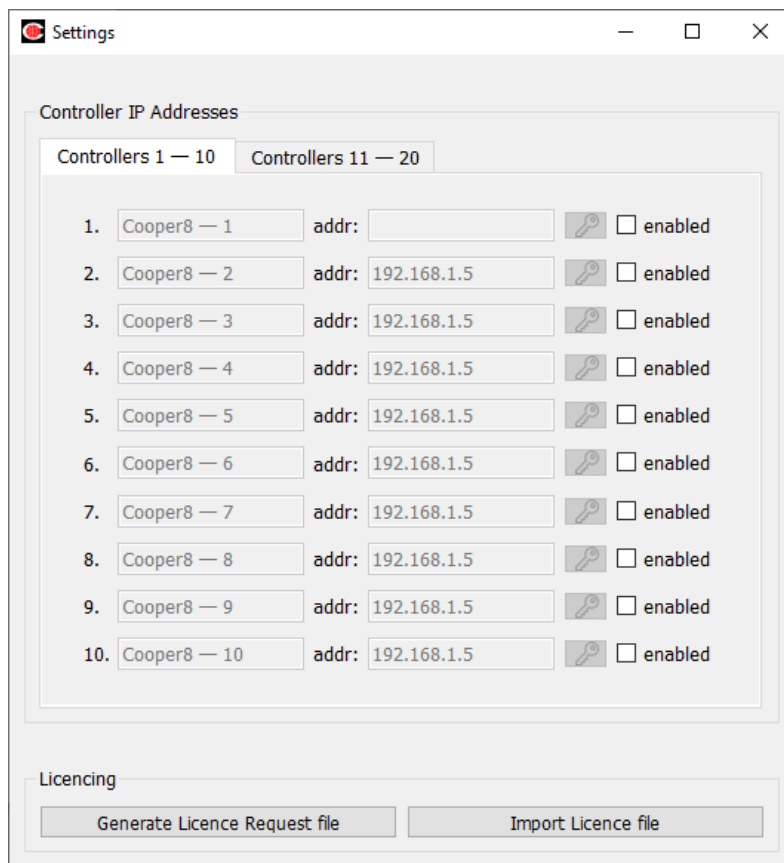 Settings
Controller IP Addresses
Controllers 1 — 10 Controllers 11 — 20
1. Cooper8 — 1 addr: enabled
2. Cooper8 — 2 addr: 192.168.1.5 enabled
3. Cooper8 — 3 addr: 192.168.1.5 enabled
4. Cooper8 — 4 addr: 192.168.1.5 enabled
5. Cooper8 — 5 addr: 192.168.1.5 enabled
6. Cooper8 — 6 addr: 192.168.1.5 enabled
7. Cooper8 — 7 addr: 192.168.1.5 enabled
8. Cooper8 — 8 addr: 192.168.1.5 enabled
9. Cooper8 — 9 addr: 192.168.1.5 enabled
10. Cooper8 — 10 addr: 192.168.1.5 enabled
Licencing
Generate Licence Request file Import Licence file